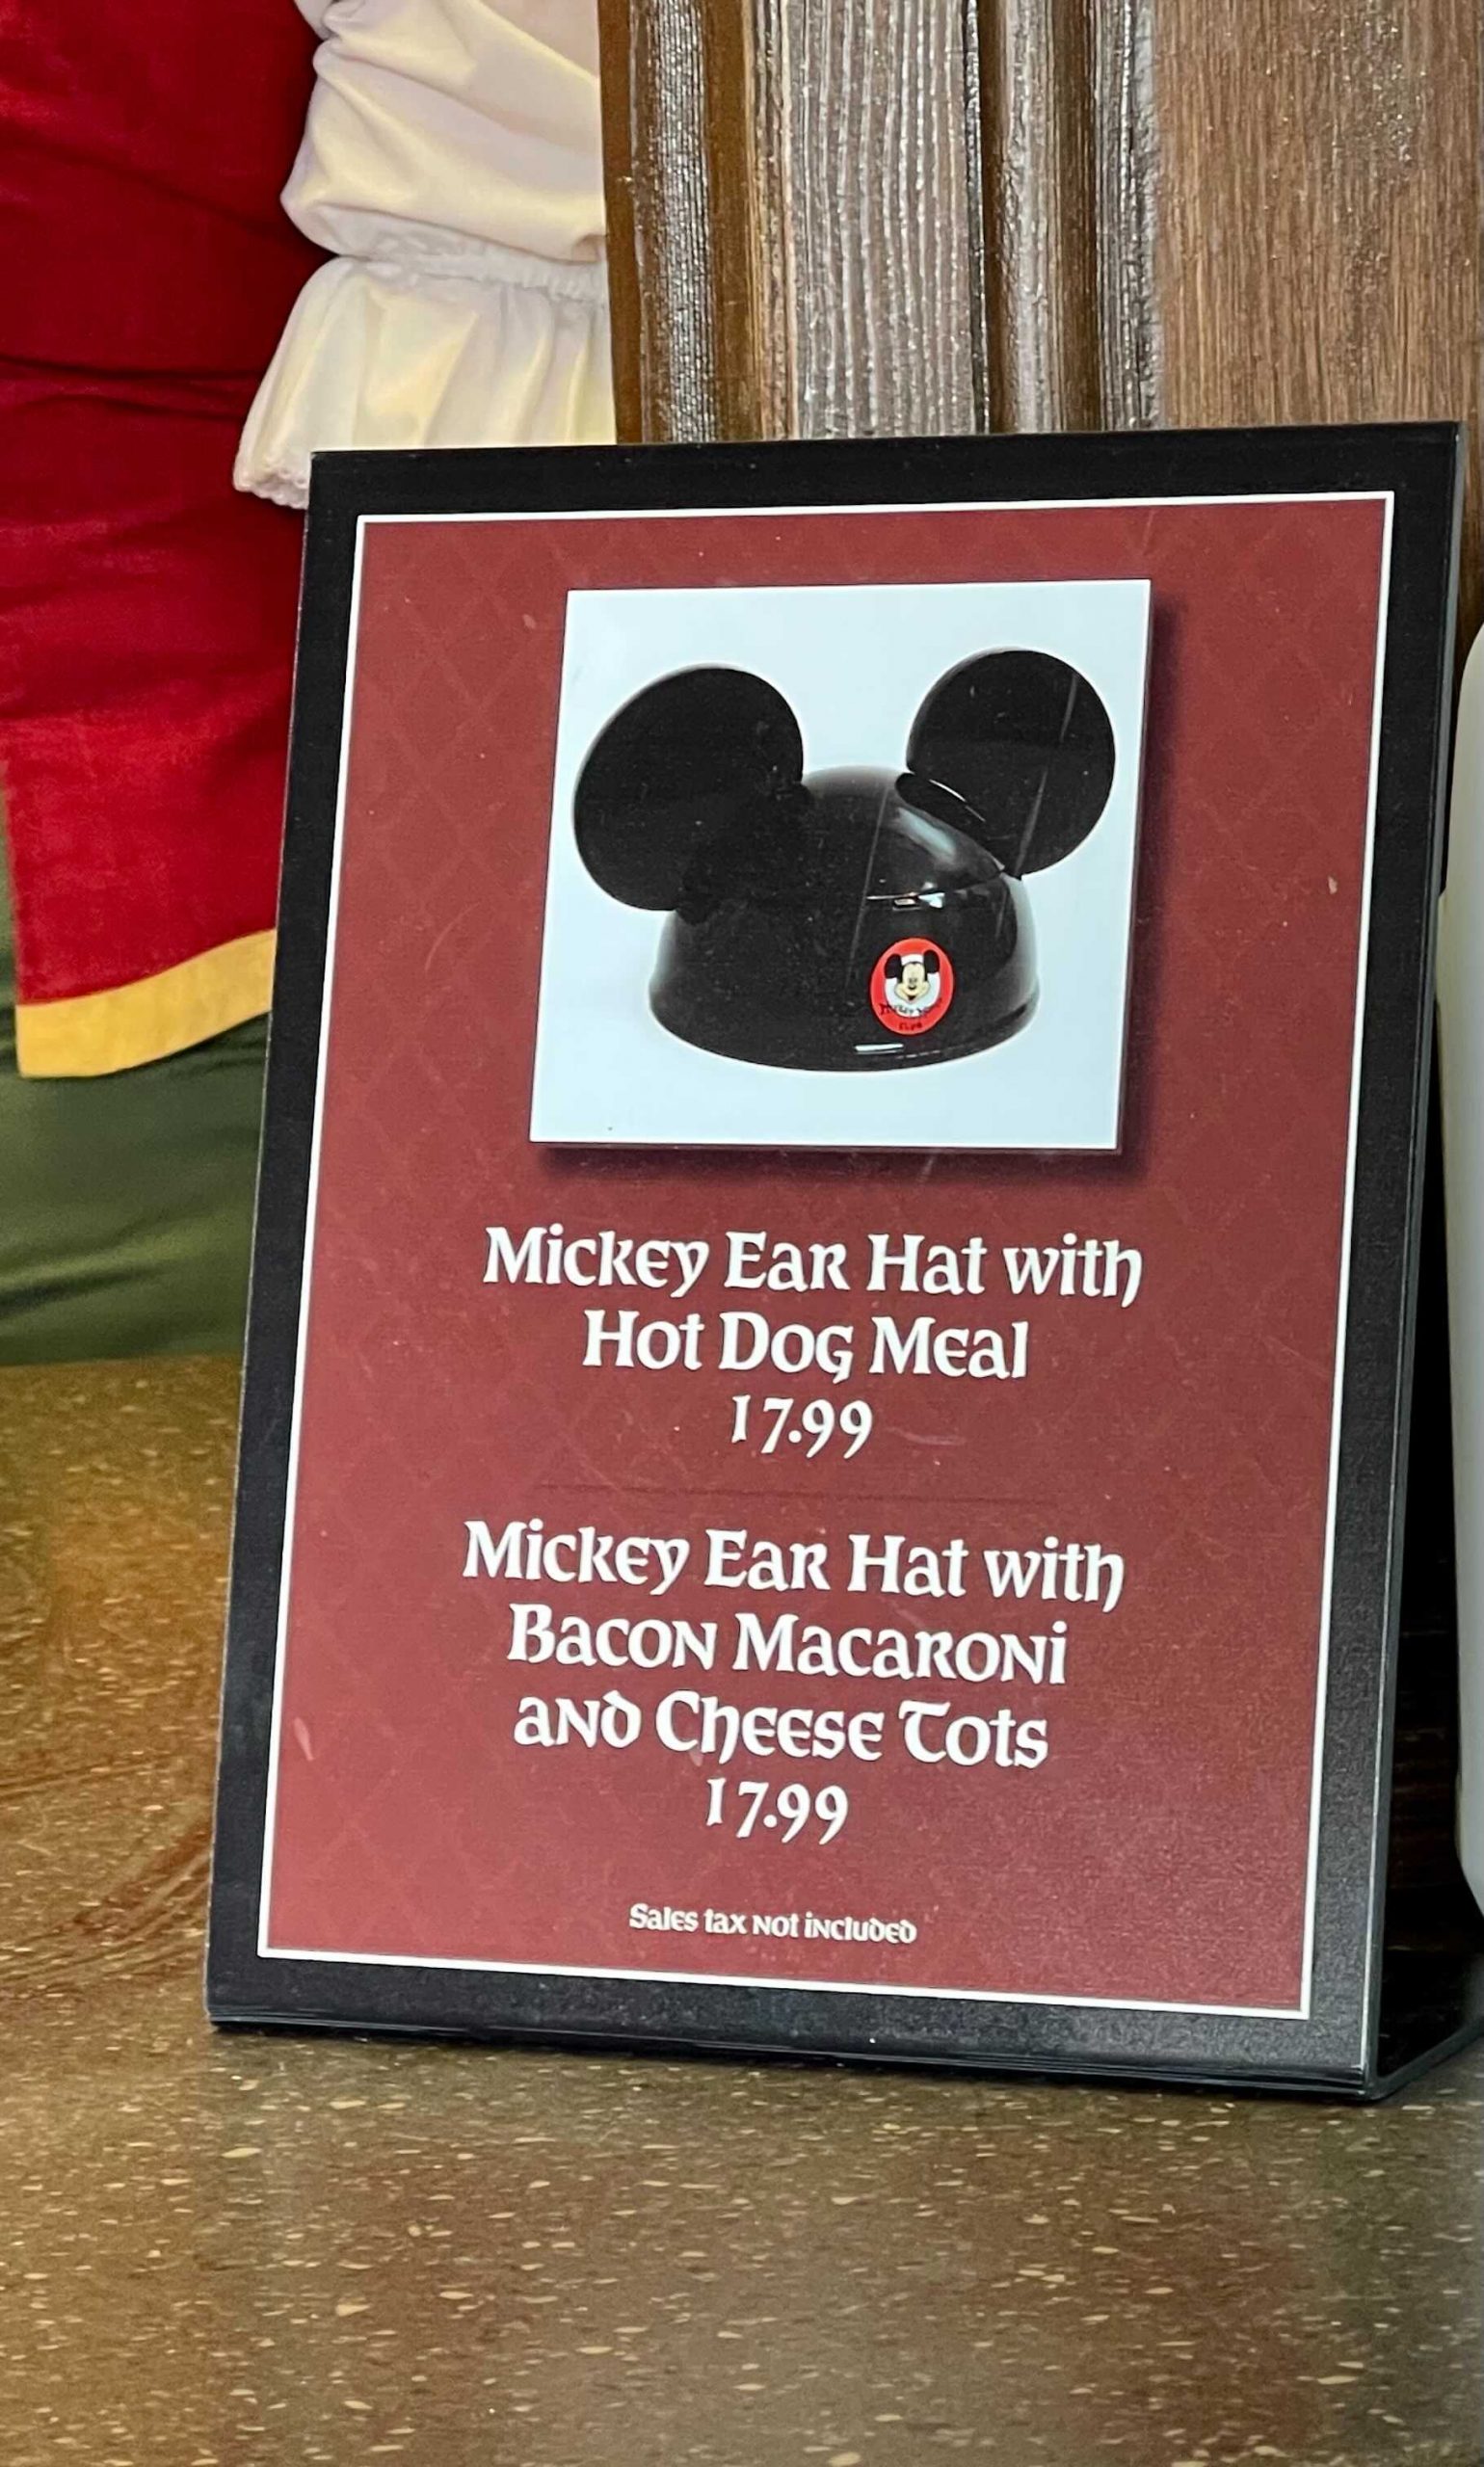 Mickey Ear Hat with
Hot Dog Meal
17.99
Mickey Ear Hat with
Bacon Macaroni
and Cheese Tots
17.99
Sales tax not included